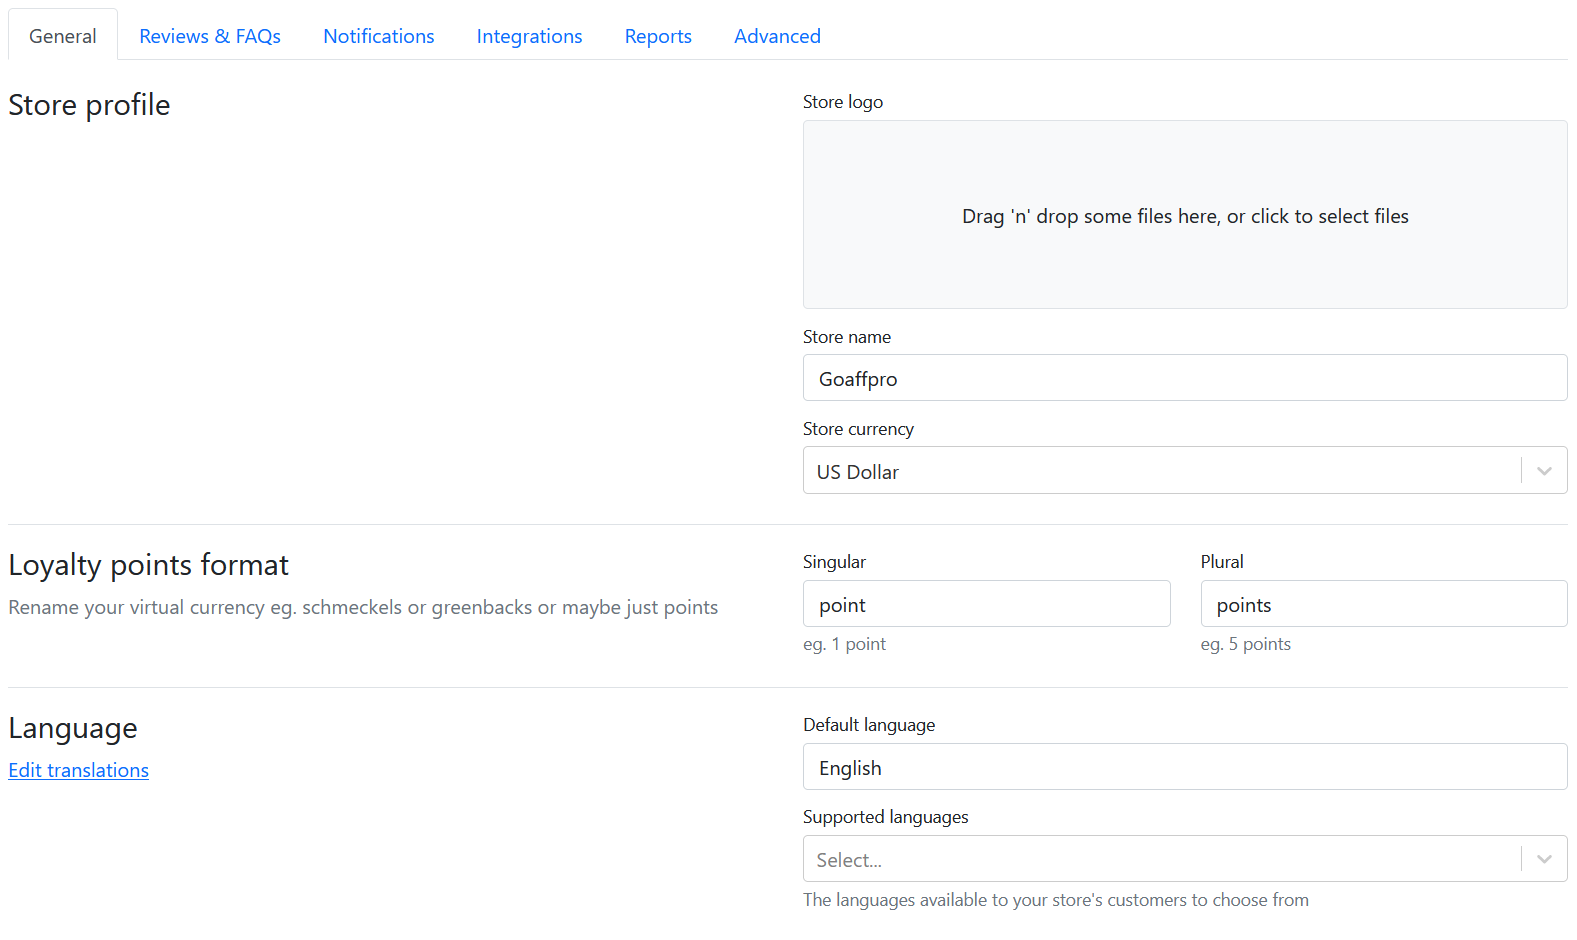 General
Reviews & FAQs
Notifications
Integrations
Reports
Advanced
Store profile
Store logo
Drag 'n' drop some files here, or click to select files
Store name
Goaffpro
Store currency
US Dollar
Loyalty points format
Rename your virtual currency eg. schmeckels or greenbacks or maybe just points
Singular
point
eg. 1 point
Plural
points
eg. 5 points
Language
Edit translations
Default language
English
Supported languages
Select...
The languages available to your store's customers to choose from